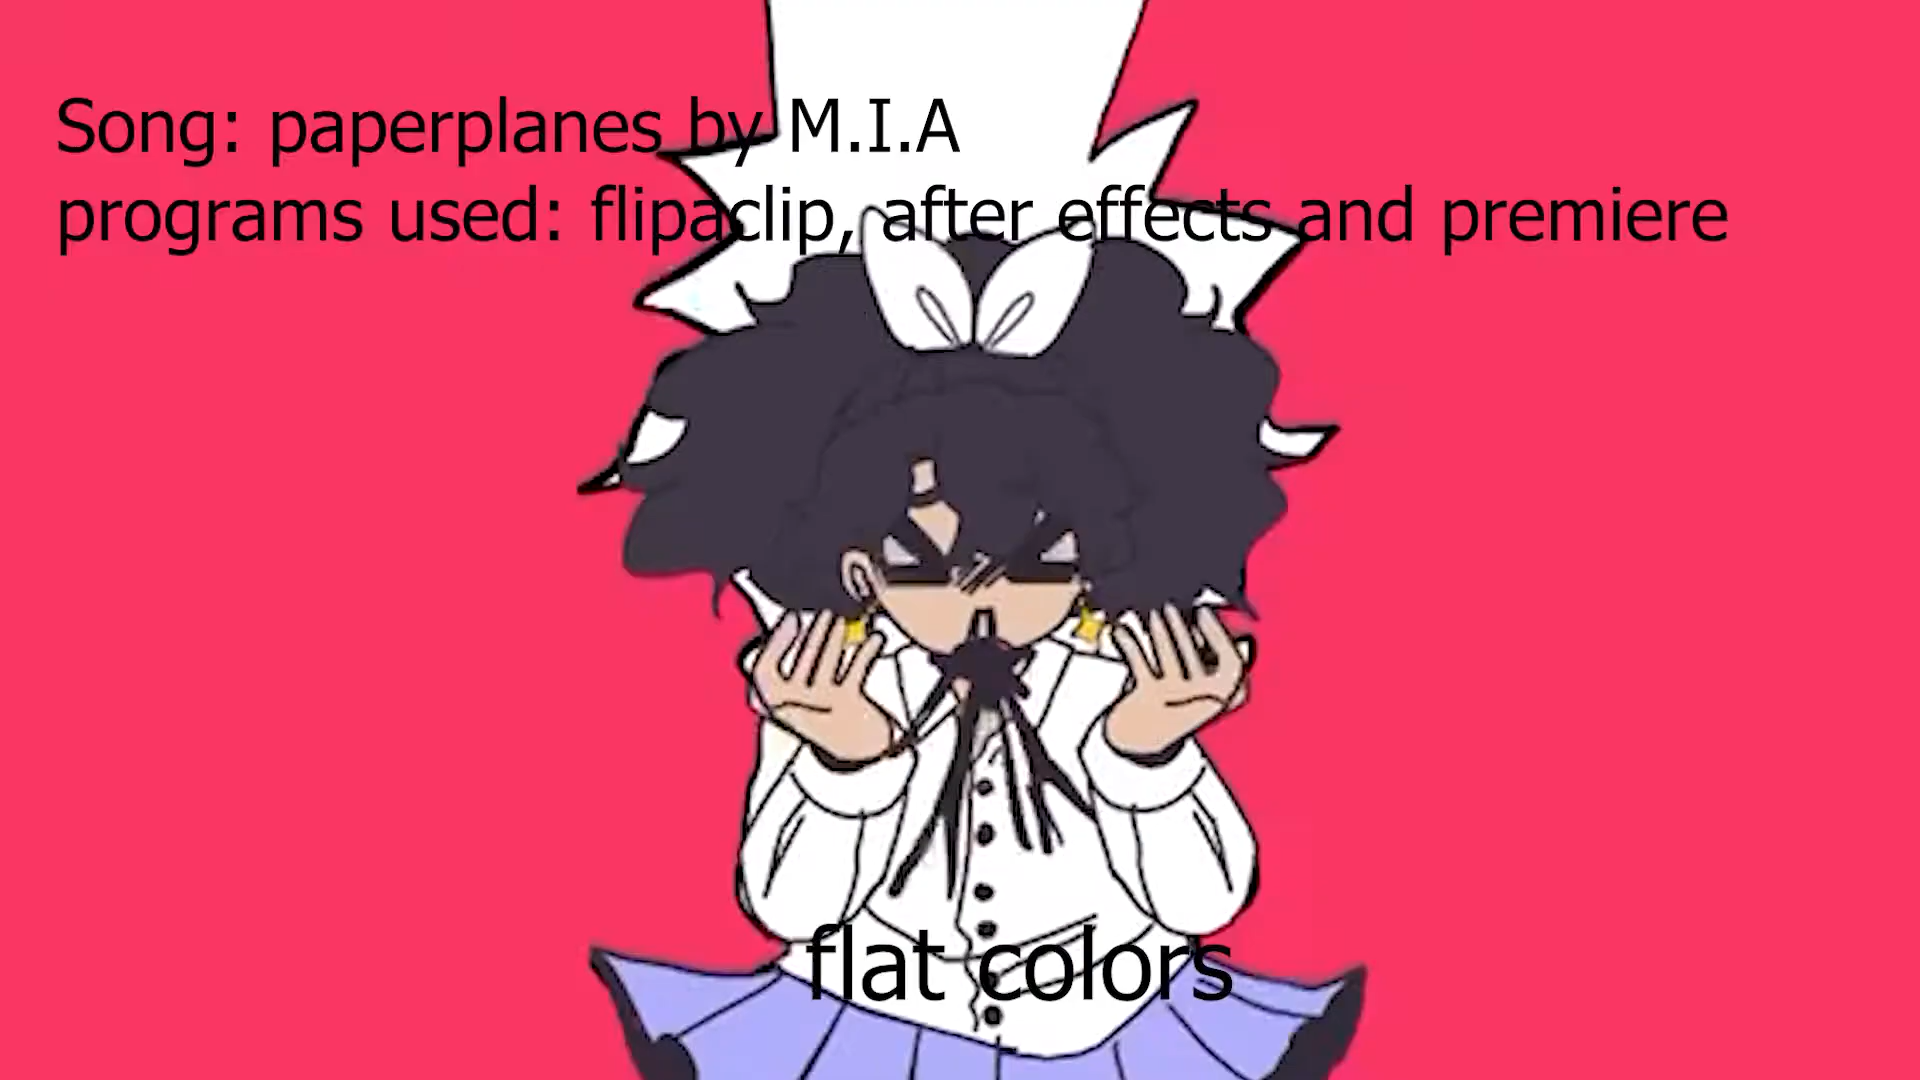 Song: paperplanes by M.I.A
programs used: flipaclip, after effects and premiere
flat colors